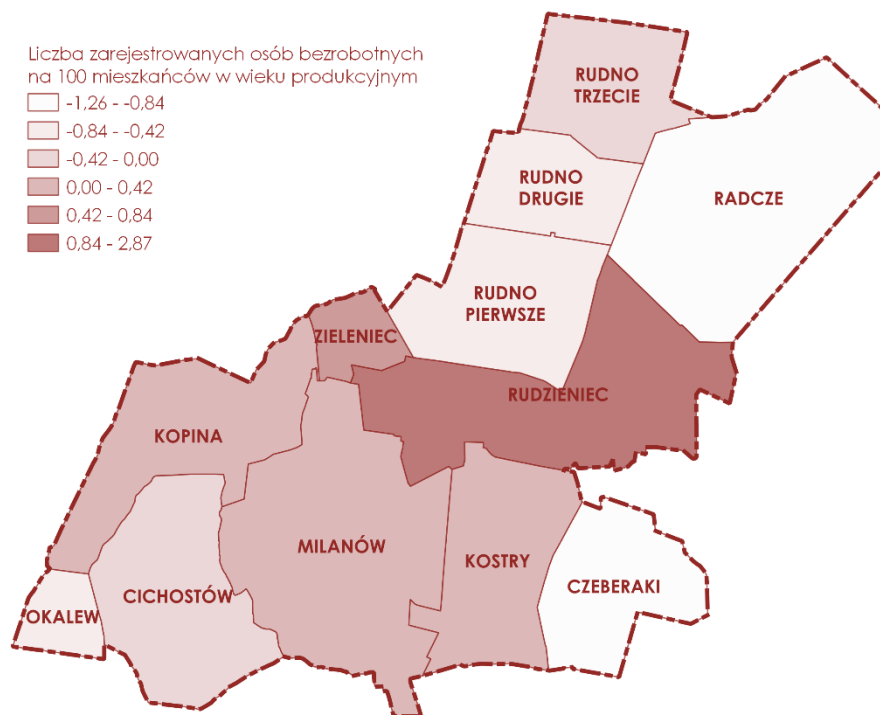 Liczba zarejestrowanych osób bezrobotnych
na 100 mieszkańców w wieku produkcyjnym
-1,26 - -0,84
-0,84 - -0,42
-0,42 - 0,00
0,00 - 0,42
0,42 - 0,84
0,84 - 2,87
RUDNO
TRZECIE
RUDNO
DRUGIE
RADCZE
RUDNO
PIERWSZE
ZIELENIEC
RUDZIENIEC
KOPINA
MILANÓW
KOSTRY
CZEBERAKI
CICHOSTÓW
OKALEW